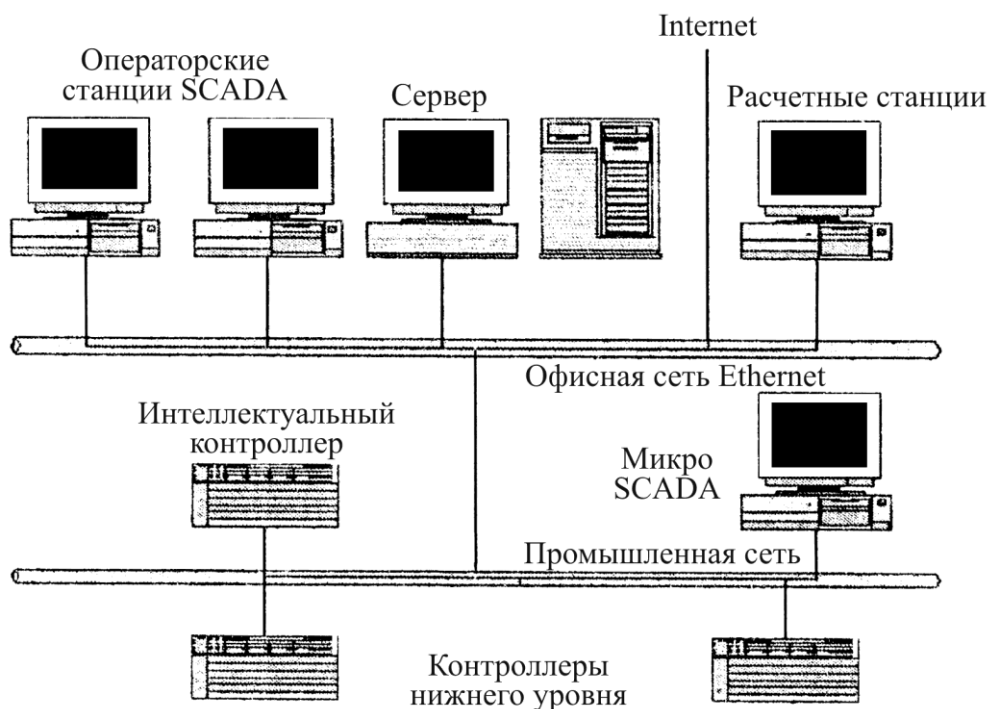 Internet
Операторские
станции SCADA
Сервер
Расчетные станции
Офисная сеть Ethernet
Интеллектуальный
контроллер
Микро
SCADA
Промышленная сеть
Контроллеры
нижнего уровня